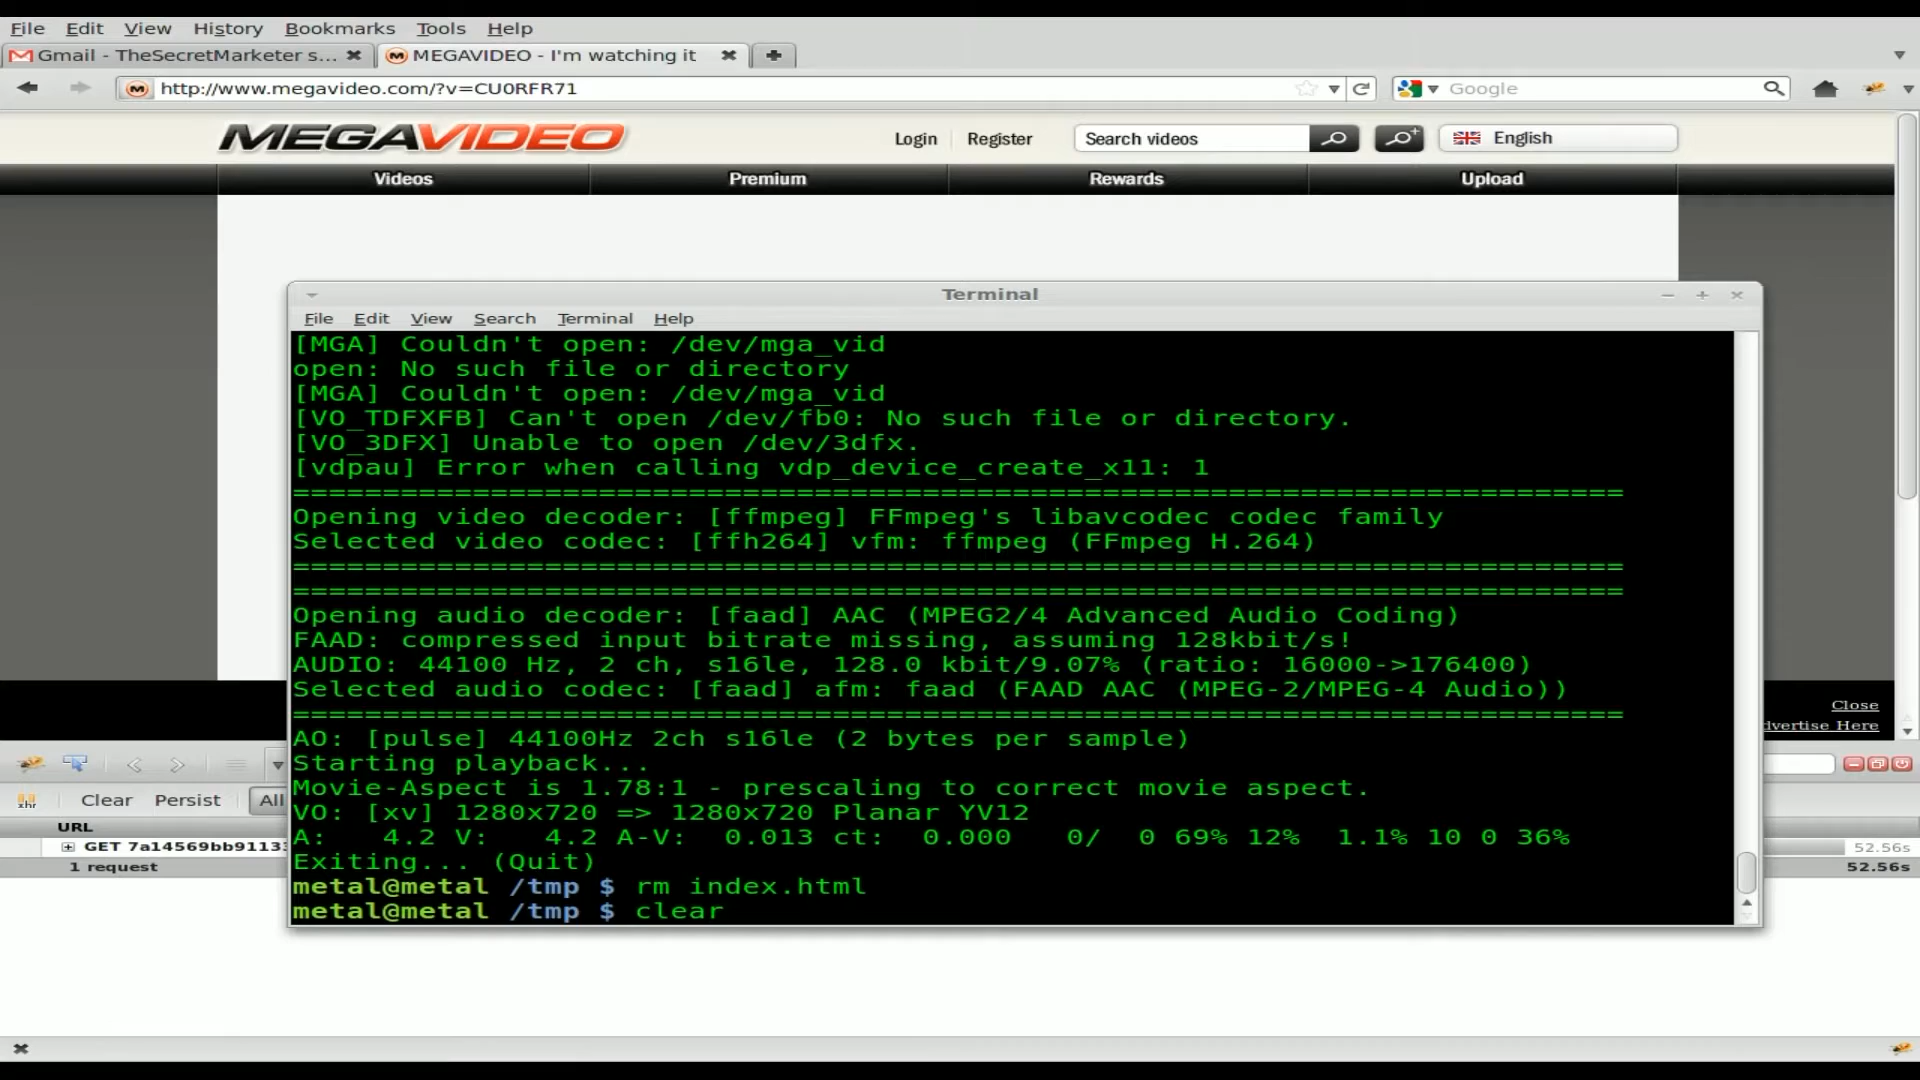 File Edit View History Bookmarks Tools Help
Gmail - TheSecretMarketer s... MEGAVIDEO - I'm watching it
http://www.megavideo.com/?v=CU0RFR71 Google
MEGAVIDEO Login Register Search videos English
Videos Premium Rewards Upload
Terminal
File Edit View Search Terminal Help
[MGA] Couldn't open: /dev/mga_vid
open: No such file or directory
[MGA] Couldn't open: /dev/mga_vid
[VO_TDFXFB] Can't open /dev/fb0: No such file or directory.
[VO_3DFX] Unable to open /dev/3dfx.
[vdpau] Error when calling vdp_device_create_x11: 1
==========================================================================
Opening video decoder: [ffmpeg] FFmpeg's libavcodec codec family
Selected video codec: [ffh264] vfm: ffmpeg (FFmpeg H.264)
==========================================================================
==========================================================================
Opening audio decoder: [faad] AAC (MPEG2/4 Advanced Audio Coding)
FAAD: compressed input bitrate missing, assuming 128kbit/s!
AUDIO: 44100 Hz, 2 ch, s16le, 128.0 kbit/9.07% (ratio: 16000->176400)
Selected audio codec: [faad] afm: faad (FAAD AAC (MPEG-2/MPEG-4 Audio))
==========================================================================
AO: [pulse] 44100Hz 2ch s16le (2 bytes per sample)
Starting playback...
Movie-Aspect is 1.78:1 - prescaling to correct movie aspect.
VO: [xv] 1280x720 => 1280x720 Planar YV12
A: 4.2 V: 4.2 A-V: 0.013 ct: 0.000 0/ 0 69% 12% 1.1% 10 0 36%
Exiting... (Quit)
metal@metal /tmp $ rm index.html
metal@metal /tmp $ clear
Close
dvertise Here
Clear Persist All
URL
GET 7a14569bb9113 52.56s
1 request 52.56s